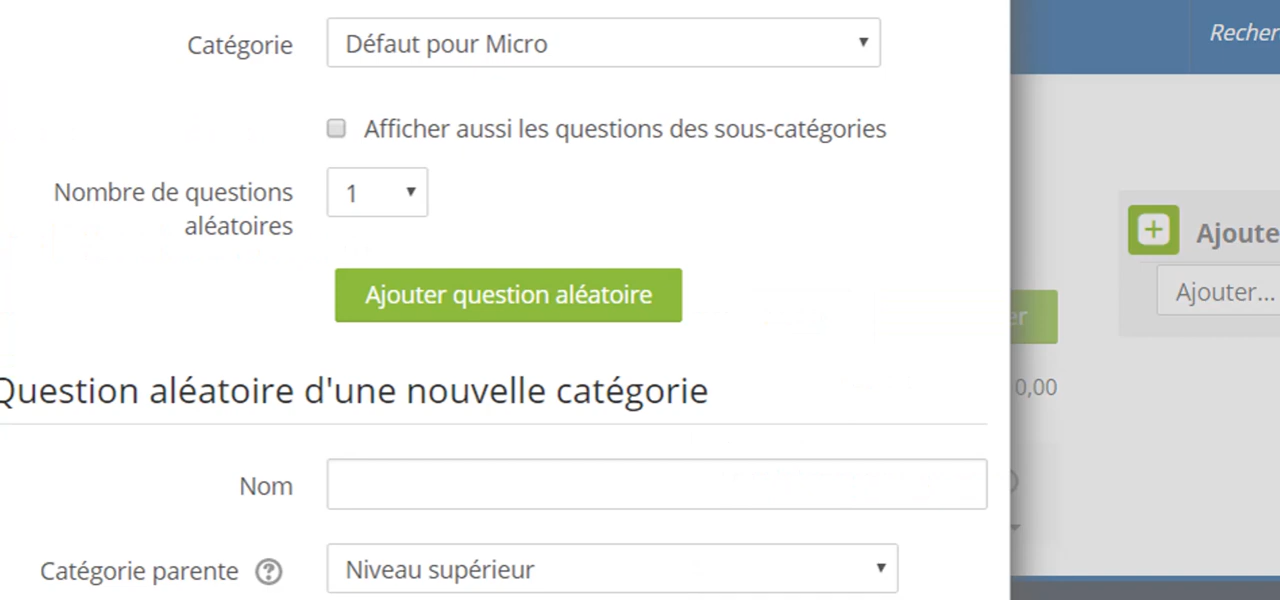 Catégorie
Défaut pour Micro
Afficher aussi les questions des sous-catégories
Nombre de questions
aléatoires
1
Ajouter question aléatoire
Question aléatoire d'une nouvelle catégorie
Nom
Catégorie parente
Niveau supérieur
Recher
Ajoute
Ajouter...
er
0,00